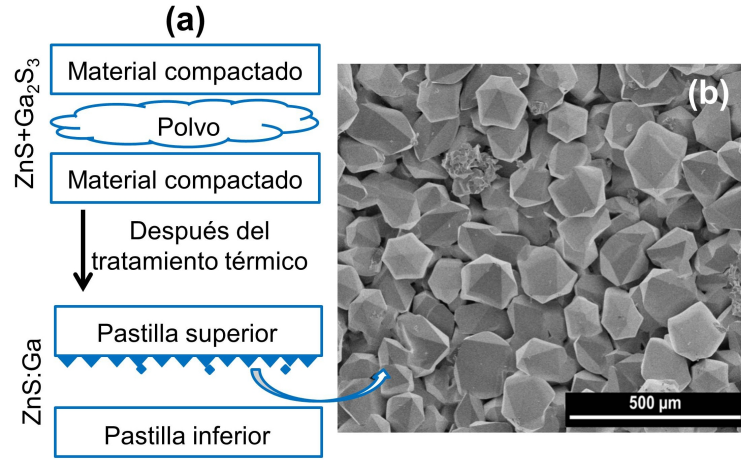 (a)
ZnS+Ga₂S₃
Material compactado
Polvo
Material compactado
Después del
tratamiento térmico
ZnS:Ga
Pastilla superior
Pastilla inferior
(b)
500 µm